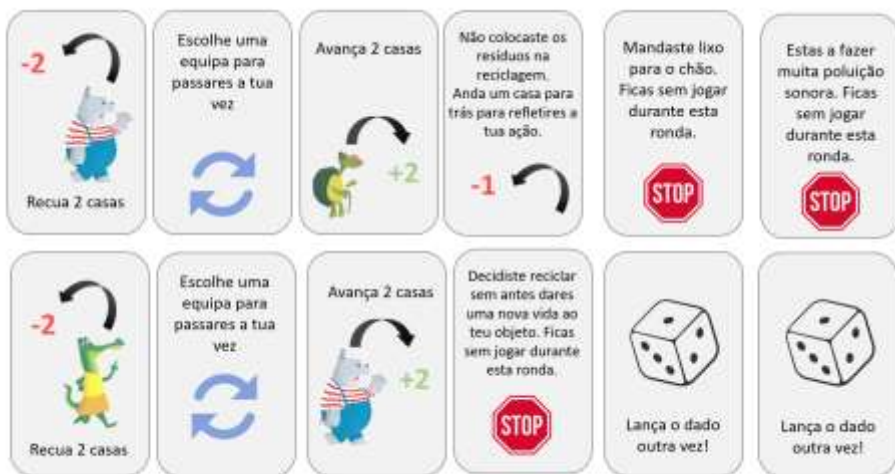 -2
Recua 2 casas
Escolhe uma
equipa para
passares a tua
vez
Avança 2 casas
+2
Não colocaste os
resíduos na
reciclagem.
Anda um casa para
trás para refletires a
tua ação.
-1
Mandaste lixo
para o chão.
Ficas sem jogar
durante esta
ronda.
STOP
Estas a fazer
muita poluição
sonora. Ficas
sem jogar
durante esta
ronda.
STOP
-2
Recua 2 casas
Escolhe uma
equipa para
passares a tua
vez
Avança 2 casas
+2
Decidiste reciclar
sem antes dares
uma nova vida ao
teu objeto. Ficas
sem jogar durante
esta ronda.
STOP
Lança o dado
outra vez!
Lança o dado
outra vez!